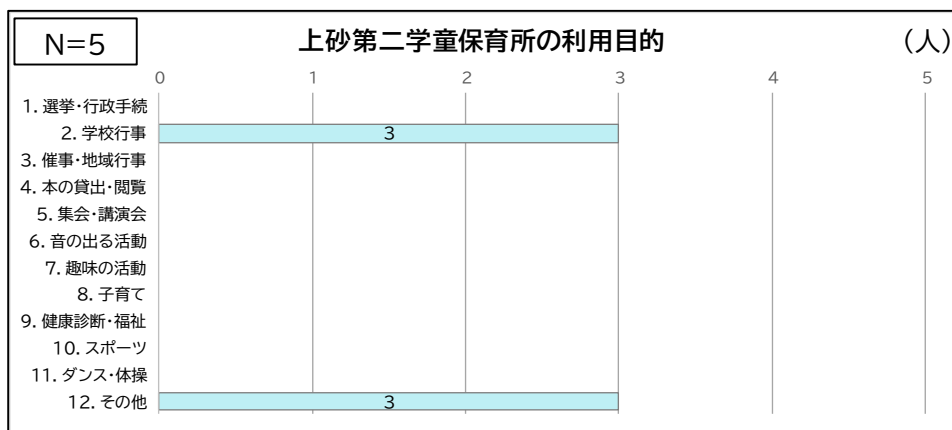 N=5
上砂第二学童保育所の利用目的
(人)
0 1 2 3 4 5
1. 選挙・行政手続
2. 学校行事 3
3. 催事・地域行事
4. 本の貸出・閲覧
5. 集会・講演会
6. 音の出る活動
7. 趣味の活動
8. 子育て
9. 健康診断・福祉
10. スポーツ
11. ダンス・体操
12. その他 3